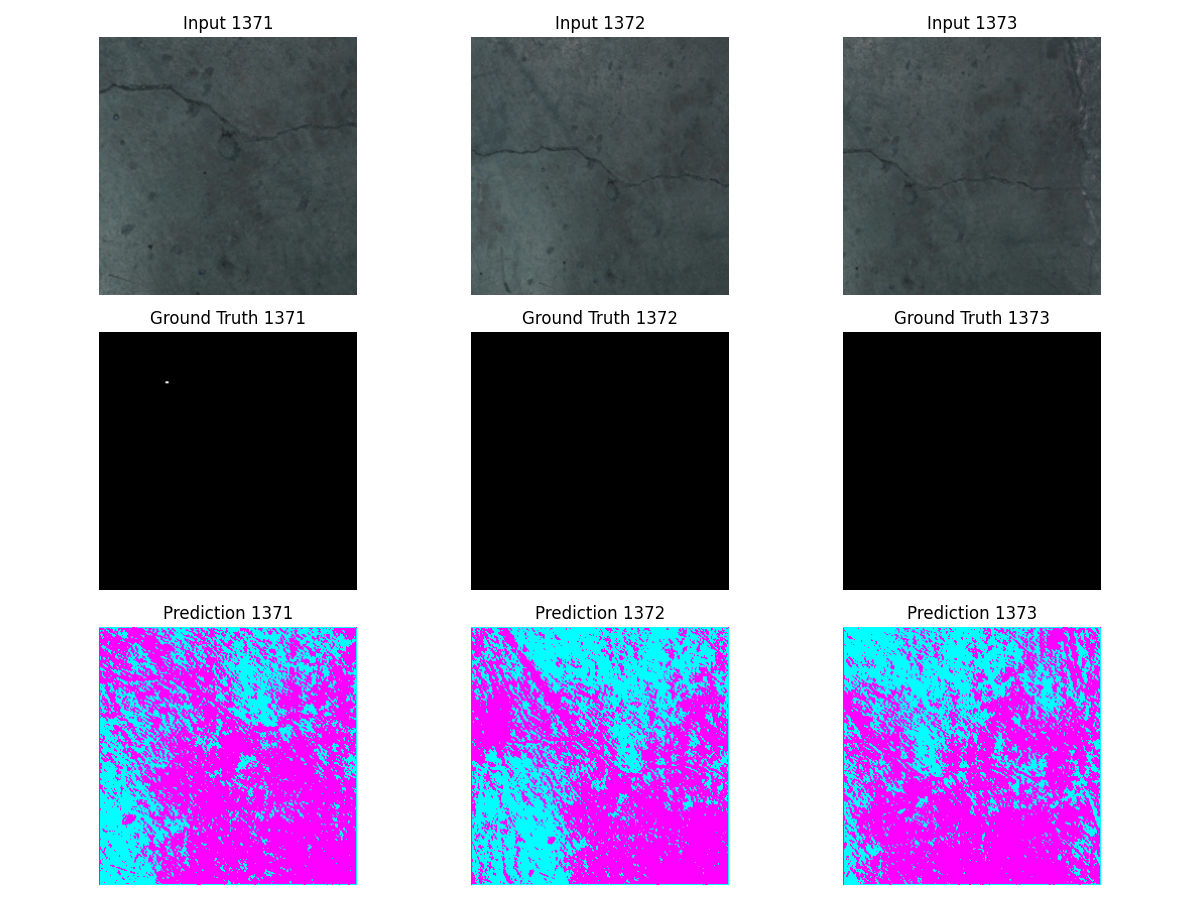 Input 1371
Input 1372
Input 1373
Ground Truth 1371
Ground Truth 1372
Ground Truth 1373
Prediction 1371
Prediction 1372
Prediction 1373